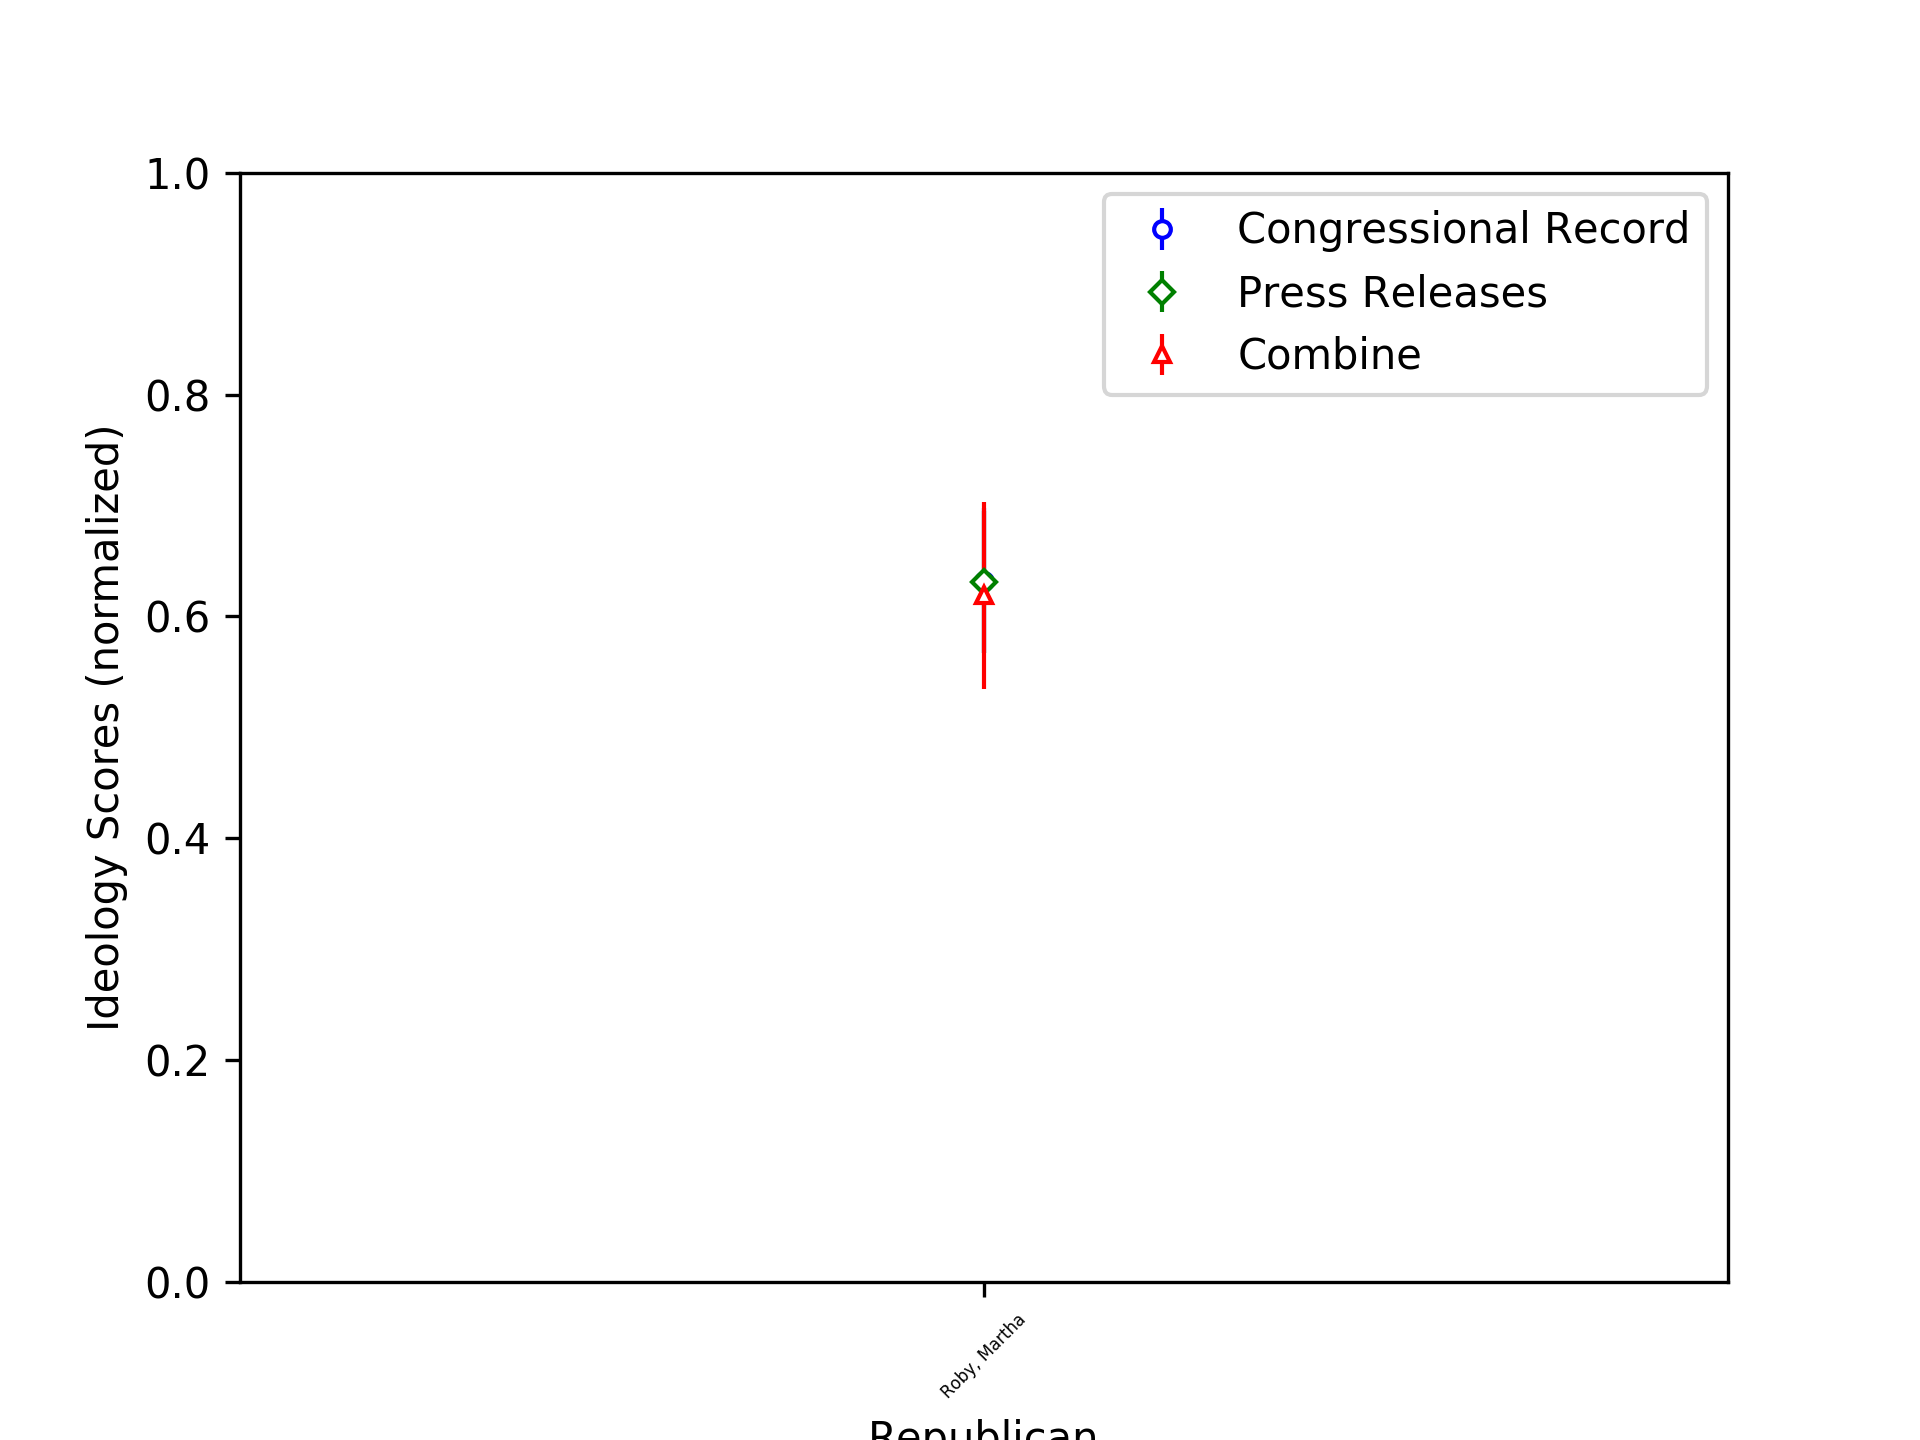 1.0
Congressional Record
Press Releases
Combine
0.8
0.6
0.4
0.2
0.0
Ideology Scores (normalized)
Roby, Martha
Republican